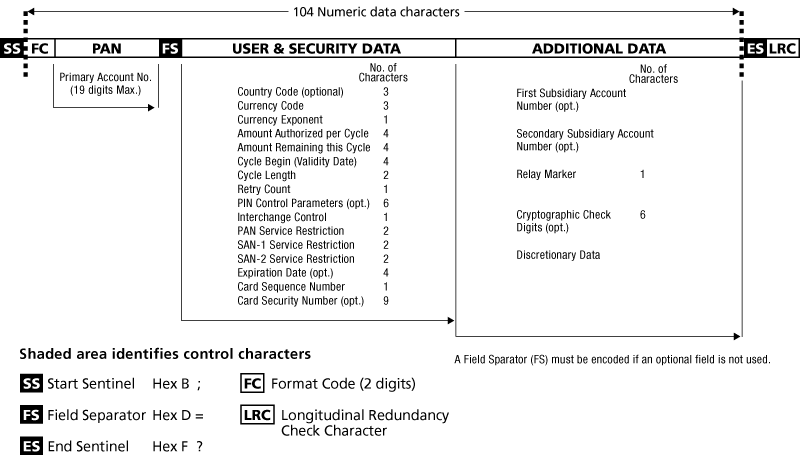 104 Numeric data characters
SS FC PAN FS USER & SECURITY DATA ADDITIONAL DATA ES LRC
Primary Account No.
(19 digits Max.)
No. of
Characters
Country Code (optional) 3
Currency Code 3
Currency Exponent 1
Amount Authorized per Cycle 4
Amount Remaining this Cycle 4
Cycle Begin (Validity Date) 4
Cycle Length 2
Retry Count 1
PIN Control Parameters (opt.) 6
Interchange Control 1
PAN Service Restriction 2
SAN-1 Service Restriction 2
SAN-2 Service Restriction 2
Expiration Date (opt.) 4
Card Sequence Number 1
Card Security Number (opt.) 9
No. of
Characters
First Subsidiary Account
Number (opt.)
Secondary Subsidiary Account
Number (opt.)
Relay Marker 1
Cryptographic Check 6
Digits (opt.)
Discretionary Data
A Field Sparator (FS) must be encoded if an optional field is not used.
Shaded area identifies control characters
SS Start Sentinel Hex B ;
FS Field Separator Hex D =
ES End Sentinel Hex F ?
FC Format Code (2 digits)
LRC Longitudinal Redundancy
Check Character